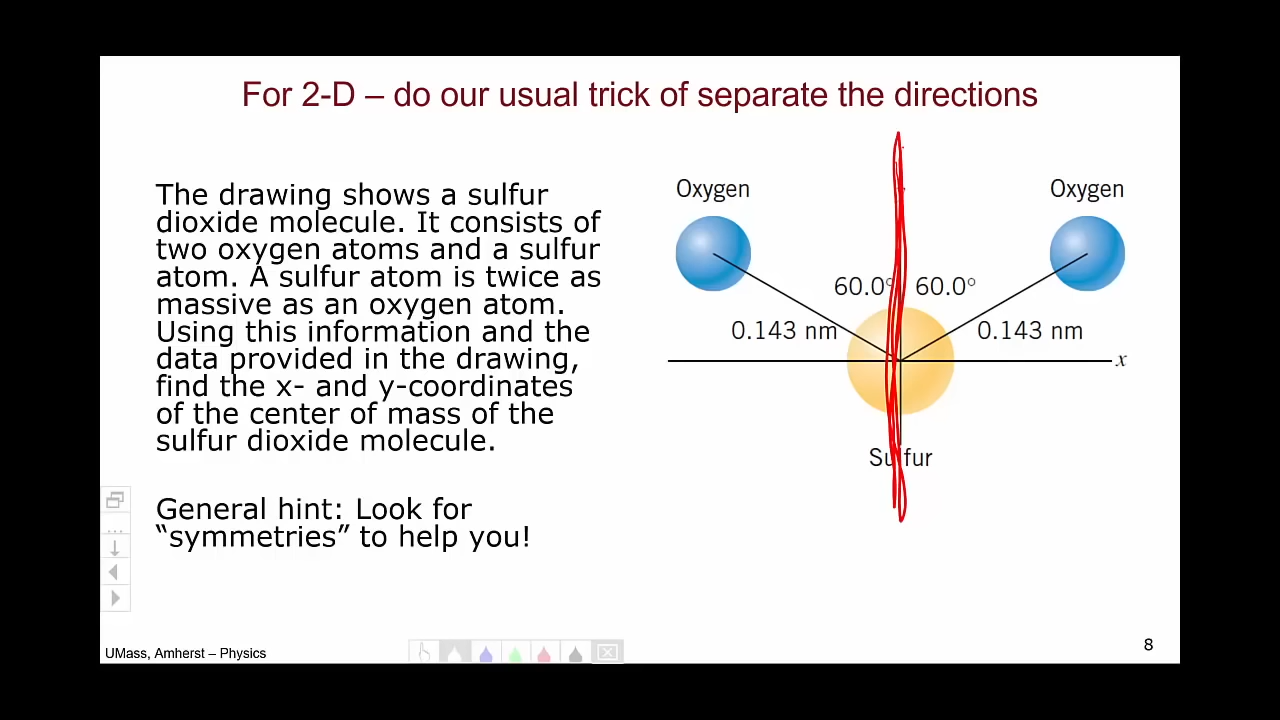 For 2-D – do our usual trick of separate the directions
The drawing shows a sulfur
dioxide molecule. It consists of
two oxygen atoms and a sulfur
atom. A sulfur atom is twice as
massive as an oxygen atom.
Using this information and the
data provided in the drawing,
find the x- and y-coordinates
of the center of mass of the
sulfur dioxide molecule.
General hint: Look for
“symmetries” to help you!
Oxygen
Oxygen
60.0°
60.0°
0.143 nm
0.143 nm
x
Sulfur
UMass, Amherst – Physics
8